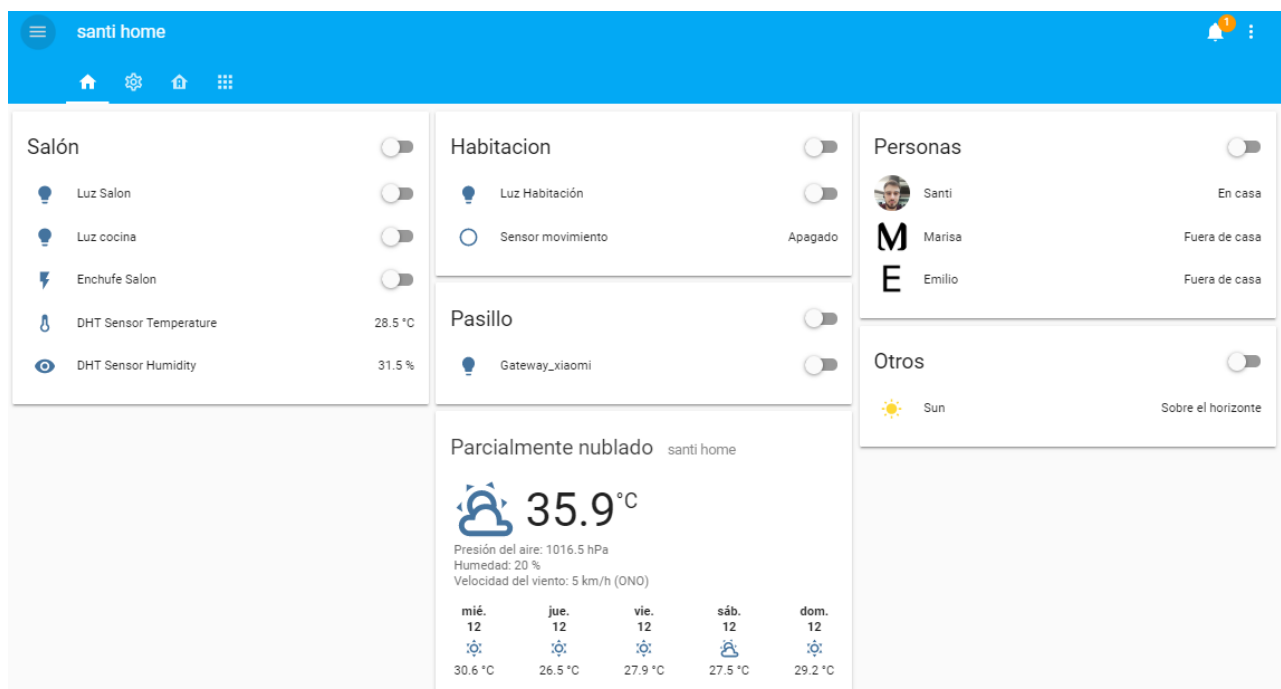 santi home
1
Salón
Luz Salon
Luz cocina
Enchufe Salon
DHT Sensor Temperature 28.5 °C
DHT Sensor Humidity 31.5 %
Habitacion
Luz Habitación
Sensor movimiento Apagado
Pasillo
Gateway_xiaomi
Parcialmente nublado santi home
35.9 °C
Presión del aire: 1016.5 hPa
Humedad: 20 %
Velocidad del viento: 5 km/h (ONO)
mié. jue. vie. sáb. dom.
12 12 12 12 12
30.6 °C 26.5 °C 27.9 °C 27.5 °C 29.2 °C
Personas
Santi En casa
M Marisa Fuera de casa
E Emilio Fuera de casa
Otros
Sun Sobre el horizonte